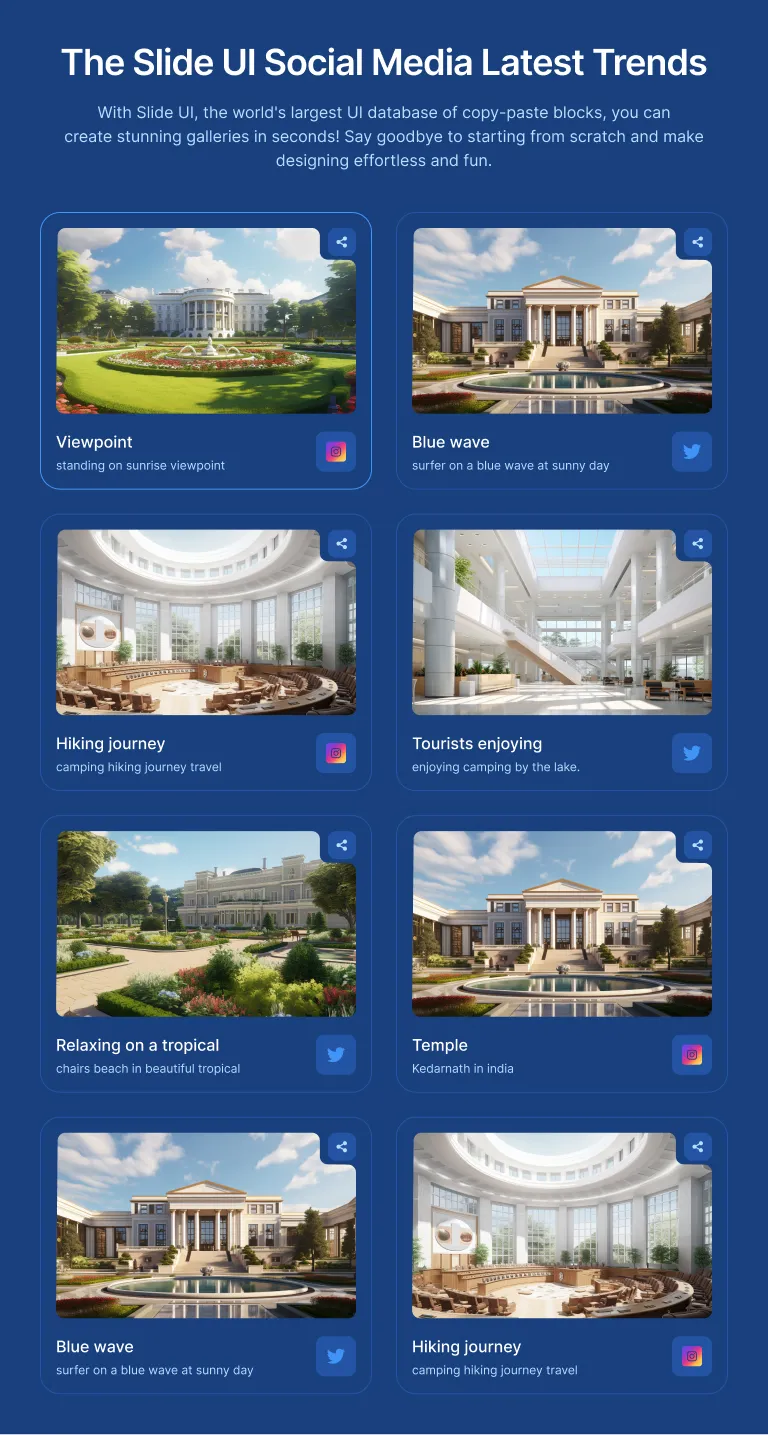 The Slide UI Social Media Latest Trends
With Slide UI, the world's largest UI database of copy-paste blocks, you can
create stunning galleries in seconds! Say goodbye to starting from scratch and make
designing effortless and fun.
Viewpoint
standing on sunrise viewpoint
Blue wave
surfer on a blue wave at sunny day
Hiking journey
camping hiking journey travel
Tourists enjoying
enjoying camping by the lake.
Relaxing on a tropical
chairs beach in beautiful tropical
Temple
Kedarnath in india
Blue wave
surfer on a blue wave at sunny day
Hiking journey
camping hiking journey travel